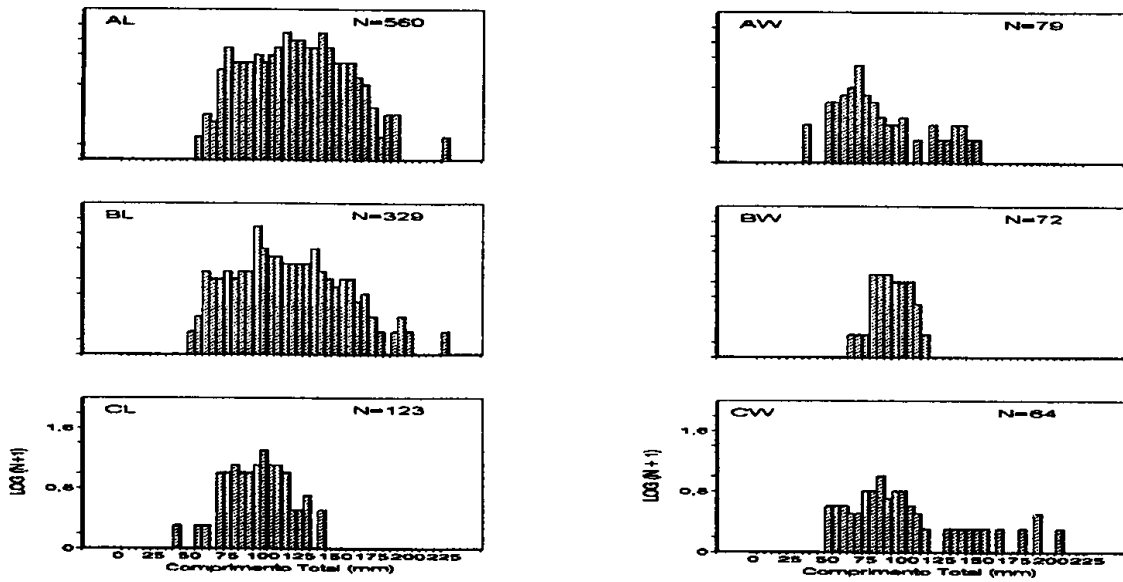 AL N=560
AW N=79
BL N=329
BW N=72
CL N=123
CW N=64
LOG (N+1)
1.6
0.8
0
0 25 50 75 100 125 150 175 200 225
Comprimento Total (mm)
LOG (N + 1)
1.6
0.8
0
0 25 50 75 100 125 150 175 200 225
Comprimento Total (mm)